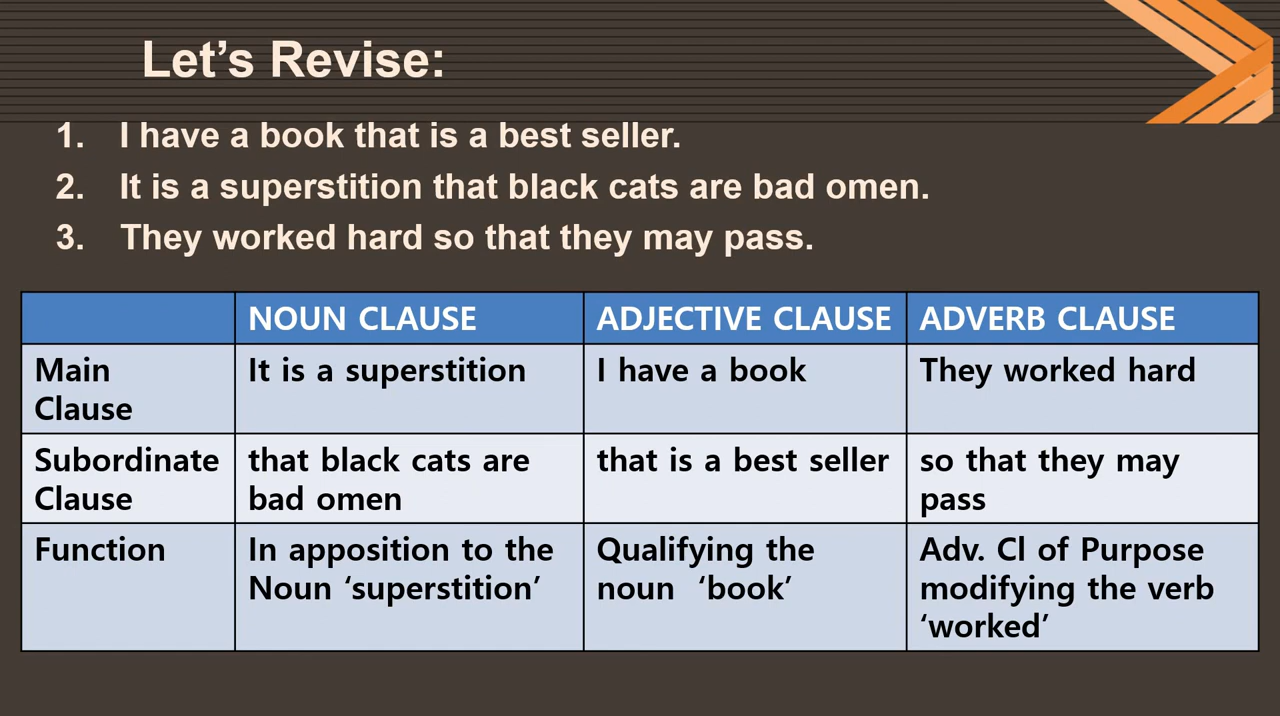 Let's Revise:
1. I have a book that is a best seller.
2. It is a superstition that black cats are bad omen.
3. They worked hard so that they may pass.
NOUN CLAUSE
ADJECTIVE CLAUSE
ADVERB CLAUSE
Main
Clause
It is a superstition
I have a book
They worked hard
Subordinate
Clause
that black cats are
bad omen
that is a best seller
so that they may
pass
Function
In apposition to the
Noun ‘superstition’
Qualifying the
noun ‘book’
Adv. Cl of Purpose
modifying the verb
‘worked’